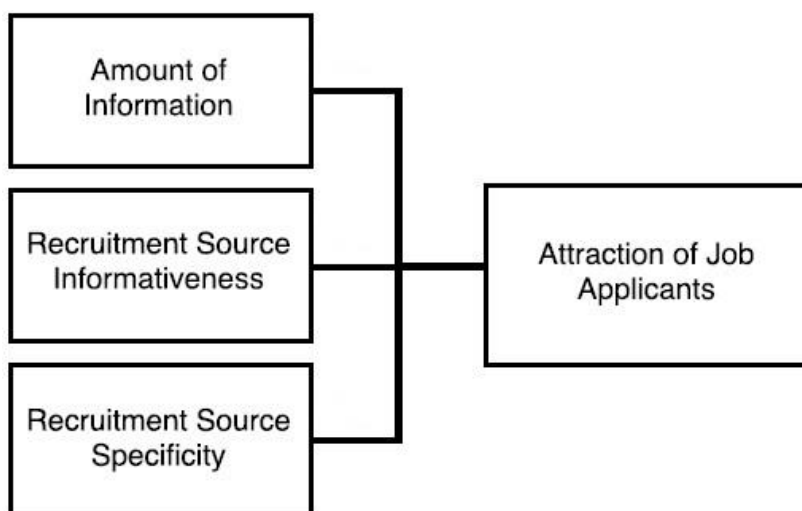 Amount of
Information
Recruitment Source
Informativeness
Recruitment Source
Specificity
Attraction of Job
Applicants